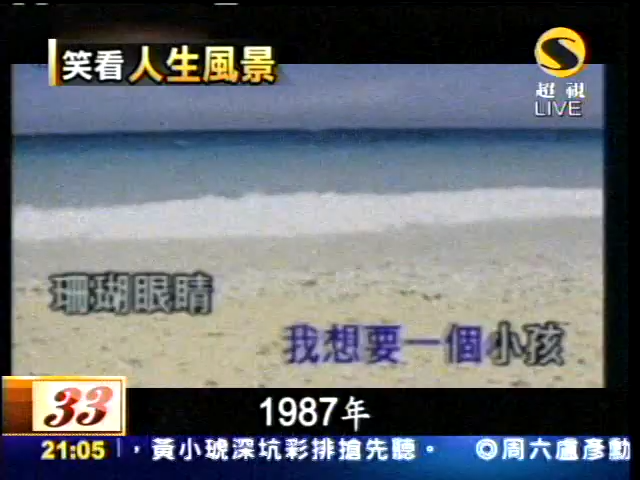 笑看人生風景
超視
LIVE
珊瑚眼睛
我想要一個小孩
33
1987年
21:05
，黃小琥深坑彩排搶先聽。 ◎周六盧彥勳